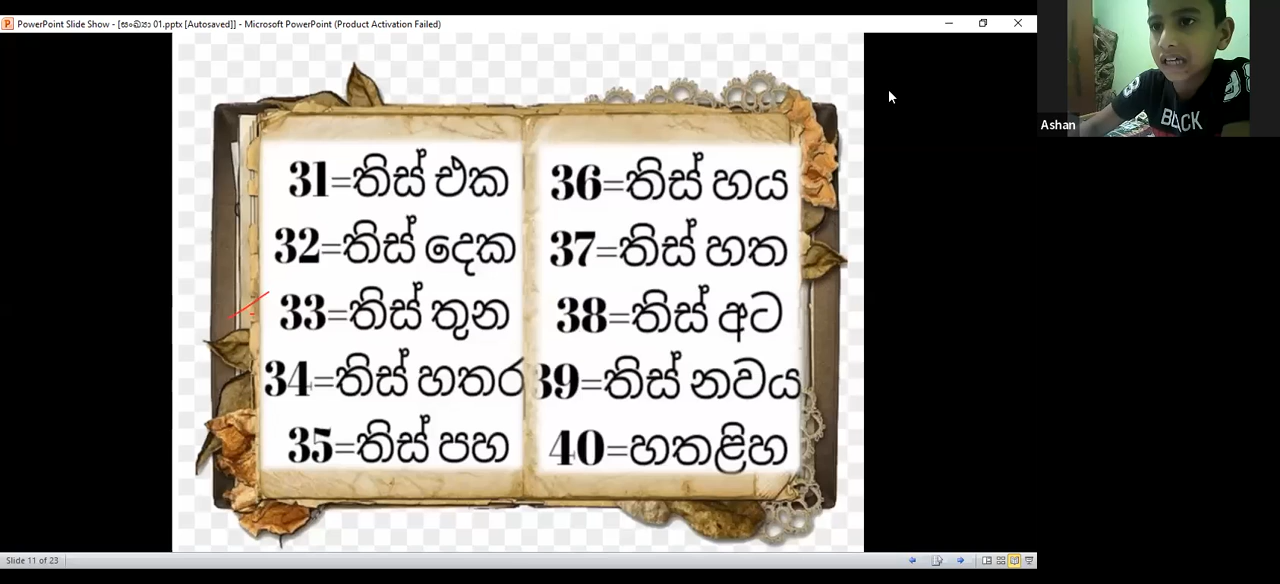 PowerPoint Slide Show - [සංඛ්‍යා 01.pptx [Autosaved]] - Microsoft PowerPoint (Product Activation Failed)
31=තිස් එක
32=තිස් දෙක
33=තිස් තුන
34=තිස් හතර
35=තිස් පහ
36=තිස් හය
37=තිස් හත
38=තිස් අට
39=තිස් නවය
40=හතළිහ
Ashan
BLACK
Slide 11 of 23